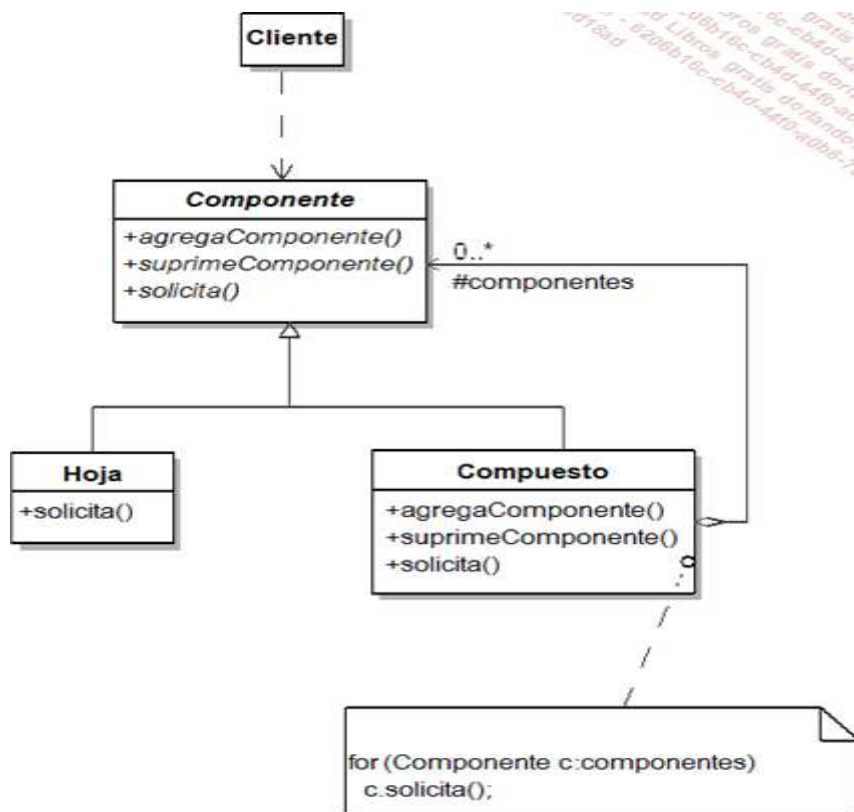 Cliente
Componente
+agregaComponente()
+suprimeComponente()
+solicita()
0..*
#componentes
Hoja
+solicita()
Compuesto
+agregaComponente()
+suprimeComponente()
+solicita()
for (Componente c:componentes)
c.solicita();